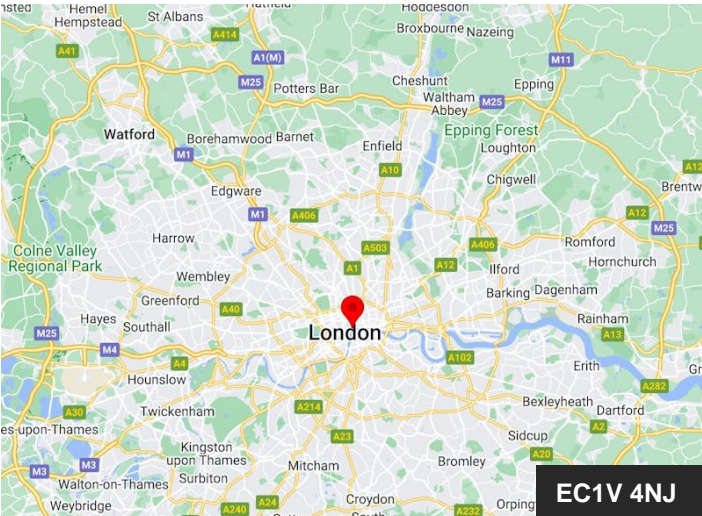 nsted
Hemel
Hempstead
St Albans
Hatfield
Hoddesdon
Broxbourne
Nazeing
A414
A41
A1(M)
M11
M25
Potters Bar
Cheshunt
Epping
Waltham
Abbey
M25
Watford
Borehamwood
Barnet
Enfield
Epping Forest
Loughton
M1
A10
Chigwell
A12
Edgware
Brentw
M1
A406
A12
M25
Harrow
A503
A406
Romford
Colne Valley
Regional Park
Hornchurch
Wembley
A1
A12
Ilford
Barking
Dagenham
Greenford
A40
Hayes
Southall
London
Rainham
M25
A13
M4
A4
A102
Erith
Gr
Hounslow
A282
A30
Twickenham
A214
Bexleyheath
Dartford
es-upon-Thames
A23
A2
Sidcup
Kingston
upon Thames
A20
M3
M3
Mitcham
Bromley
Walton-on-Thames
Surbiton
EC1V 4NJ
Weybridge
A240
A24
Croydon
A232
Orping
South